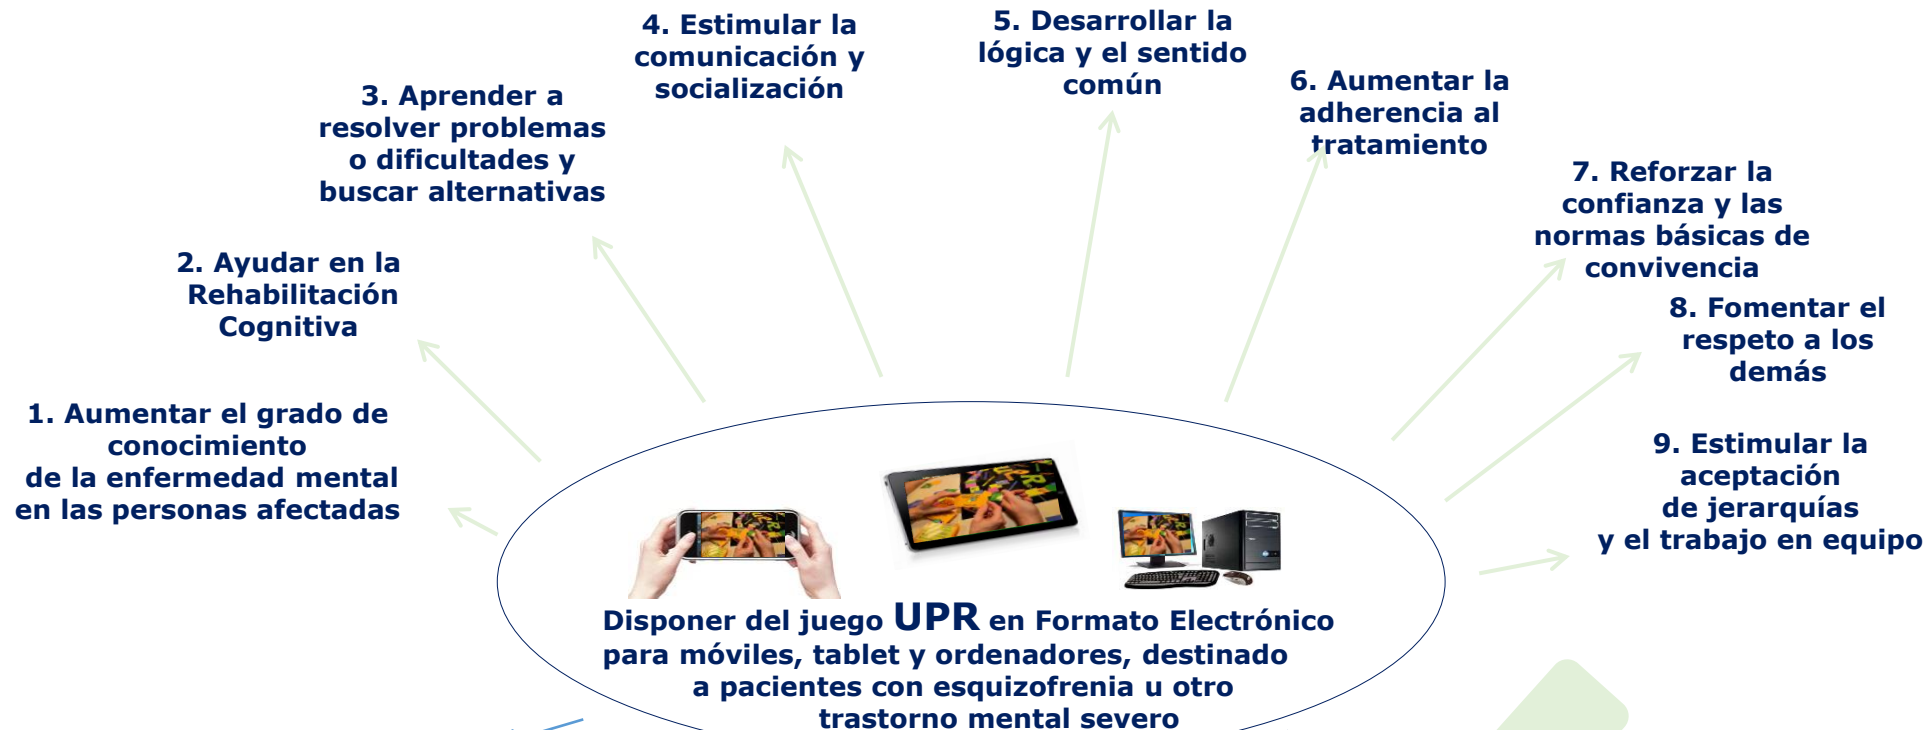 4. Estimular la
comunicación y
socialización
5. Desarrollar la
lógica y el sentido
común
6. Aumentar la
adherencia al
tratamiento
3. Aprender a
resolver problemas
o dificultades y
buscar alternativas
7. Reforzar la
confianza y las
normas básicas de
convivencia
2. Ayudar en la
Rehabilitación
Cognitiva
8. Fomentar el
respeto a los
demás
1. Aumentar el grado de
conocimiento
de la enfermedad mental
en las personas afectadas
9. Estimular la
aceptación
de jerarquías
y el trabajo en equipo
Disponer del juego UPR en Formato Electrónico
para móviles, tablet y ordenadores, destinado
a pacientes con esquizofrenia u otro
trastorno mental severo